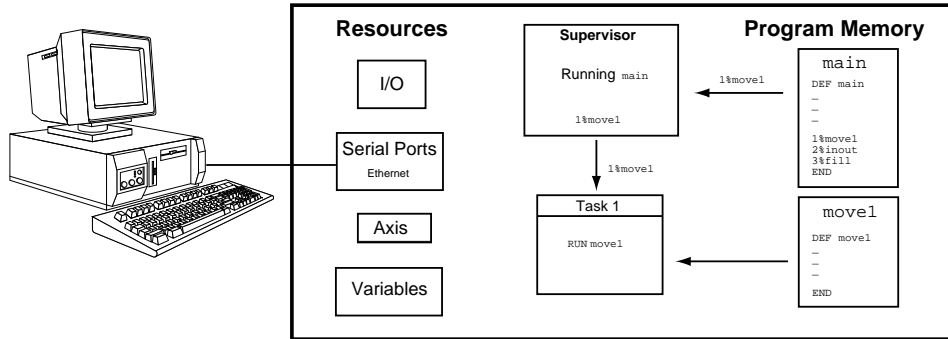 Resources
I/O
Serial Ports
Ethernet
Axis
Variables
Supervisor
Running main
1%move1
1%move1
1%move1
Task 1
RUN move1
Program Memory
main
DEF main
_
_
_
1%move1
2%inout
3%fill
END
move1
DEF move1
_
_
_
END